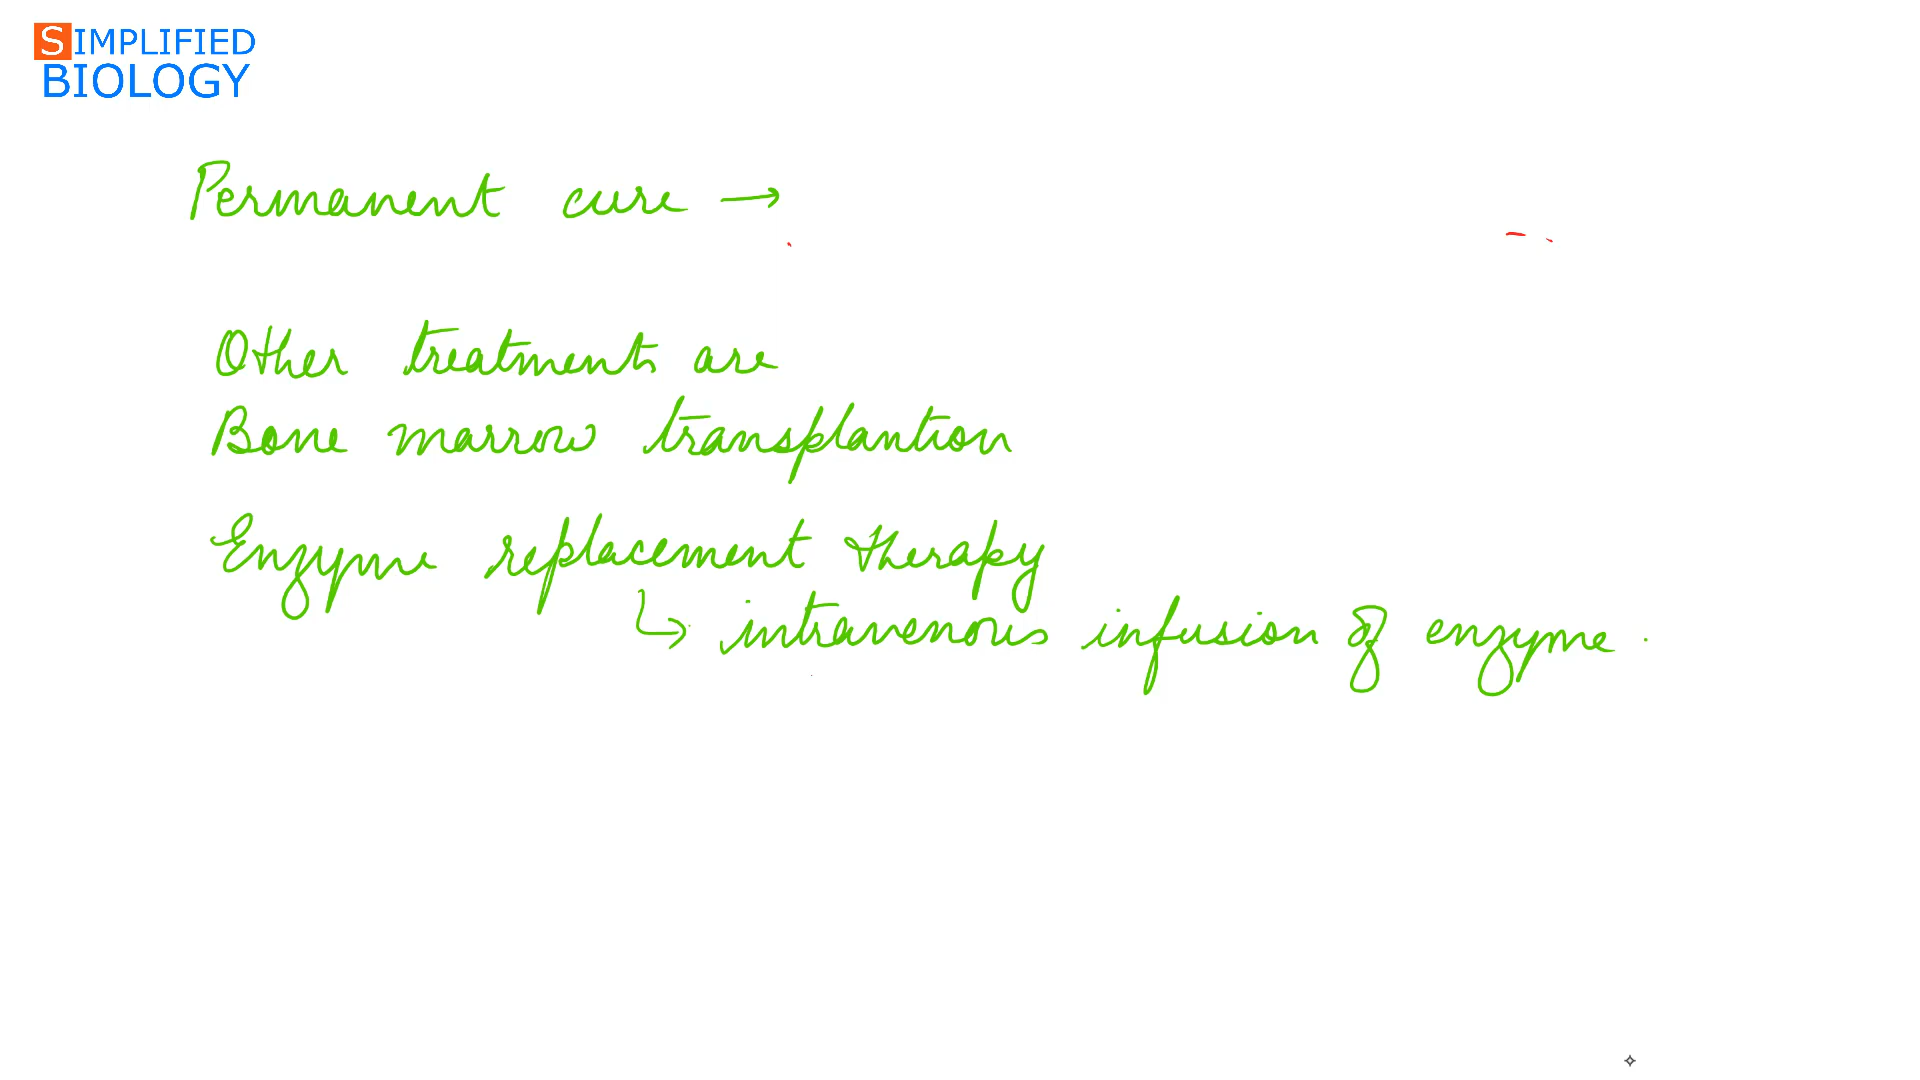 SIMPLIFIED
BIOLOGY
Permanent cure →
Other treatments are
Bone marrow transplantion
Enzyme replacement therapy
↳ intravenous infusion of enzyme.